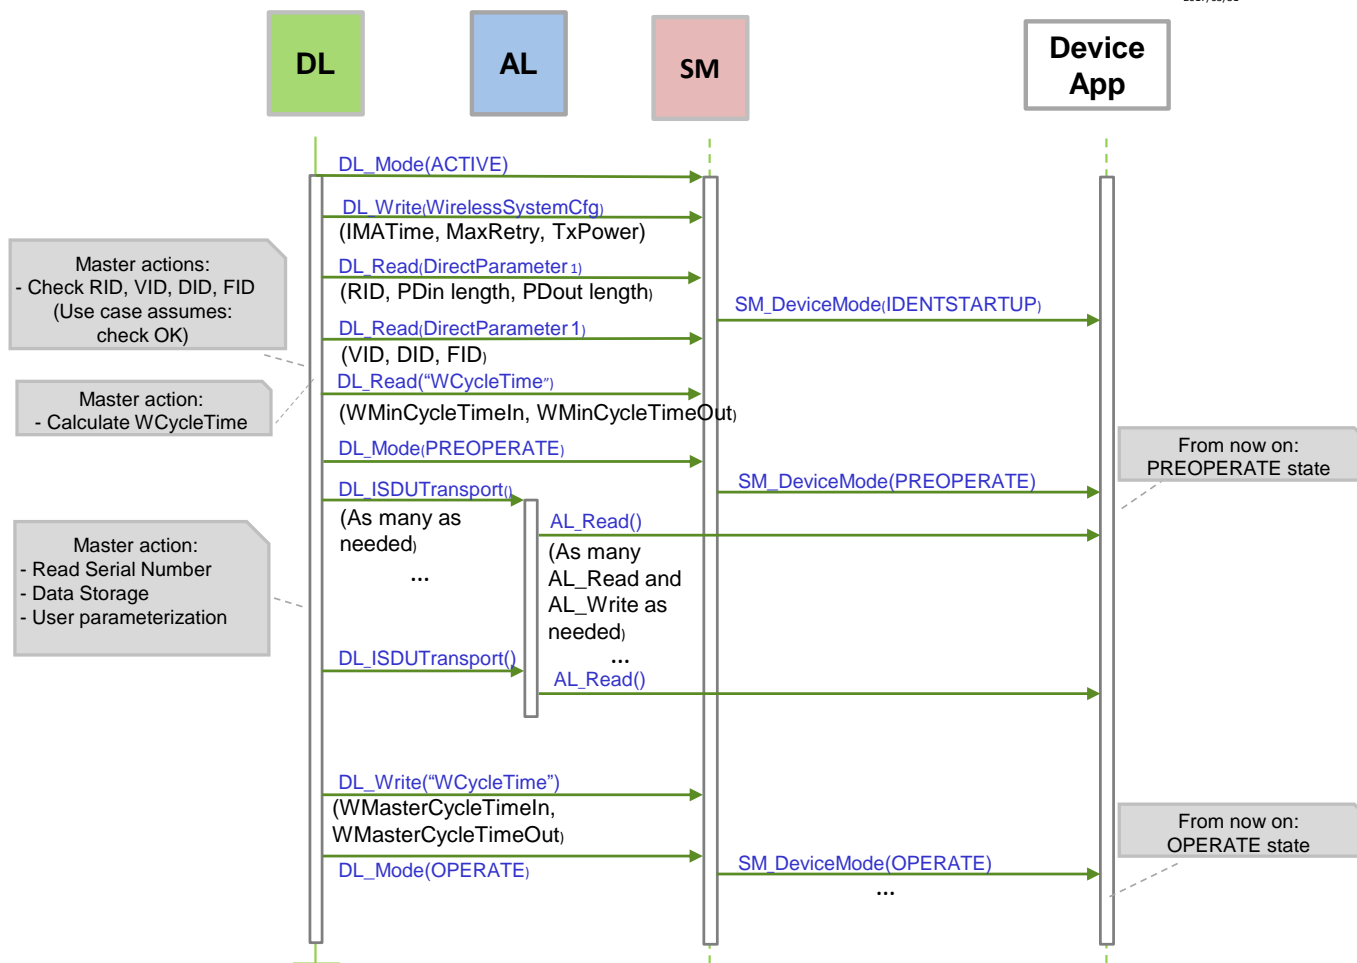 DL
AL
SM
Device
App
DL_Mode(ACTIVE)
DL_Write(WirelessSystemCfg)
(IMATime, MaxRetry, TxPower)
Master actions:
- Check RID, VID, DID, FID
(Use case assumes:
check OK)
DL_Read(DirectParameter 1)
(RID, PDin length, PDout length)
SM_DeviceMode(IDENTSTARTUP)
DL_Read(DirectParameter 1)
(VID, DID, FID)
DL_Read(“WCycleTime”)
(WMinCycleTimeIn, WMinCycleTimeOut)
Master action:
- Calculate WCycleTime
DL_Mode(PREOPERATE)
From now on:
PREOPERATE state
SM_DeviceMode(PREOPERATE)
DL_ISDUTransport()
(As many as
needed)
...
AL_Read()
(As many
AL_Read and
AL_Write as
needed)
...
Master action:
- Read Serial Number
- Data Storage
- User parameterization
DL_ISDUTransport()
AL_Read()
DL_Write(“WCycleTime”)
(WMasterCycleTimeIn,
WMasterCycleTimeOut)
From now on:
OPERATE state
DL_Mode(OPERATE)
SM_DeviceMode(OPERATE)
...